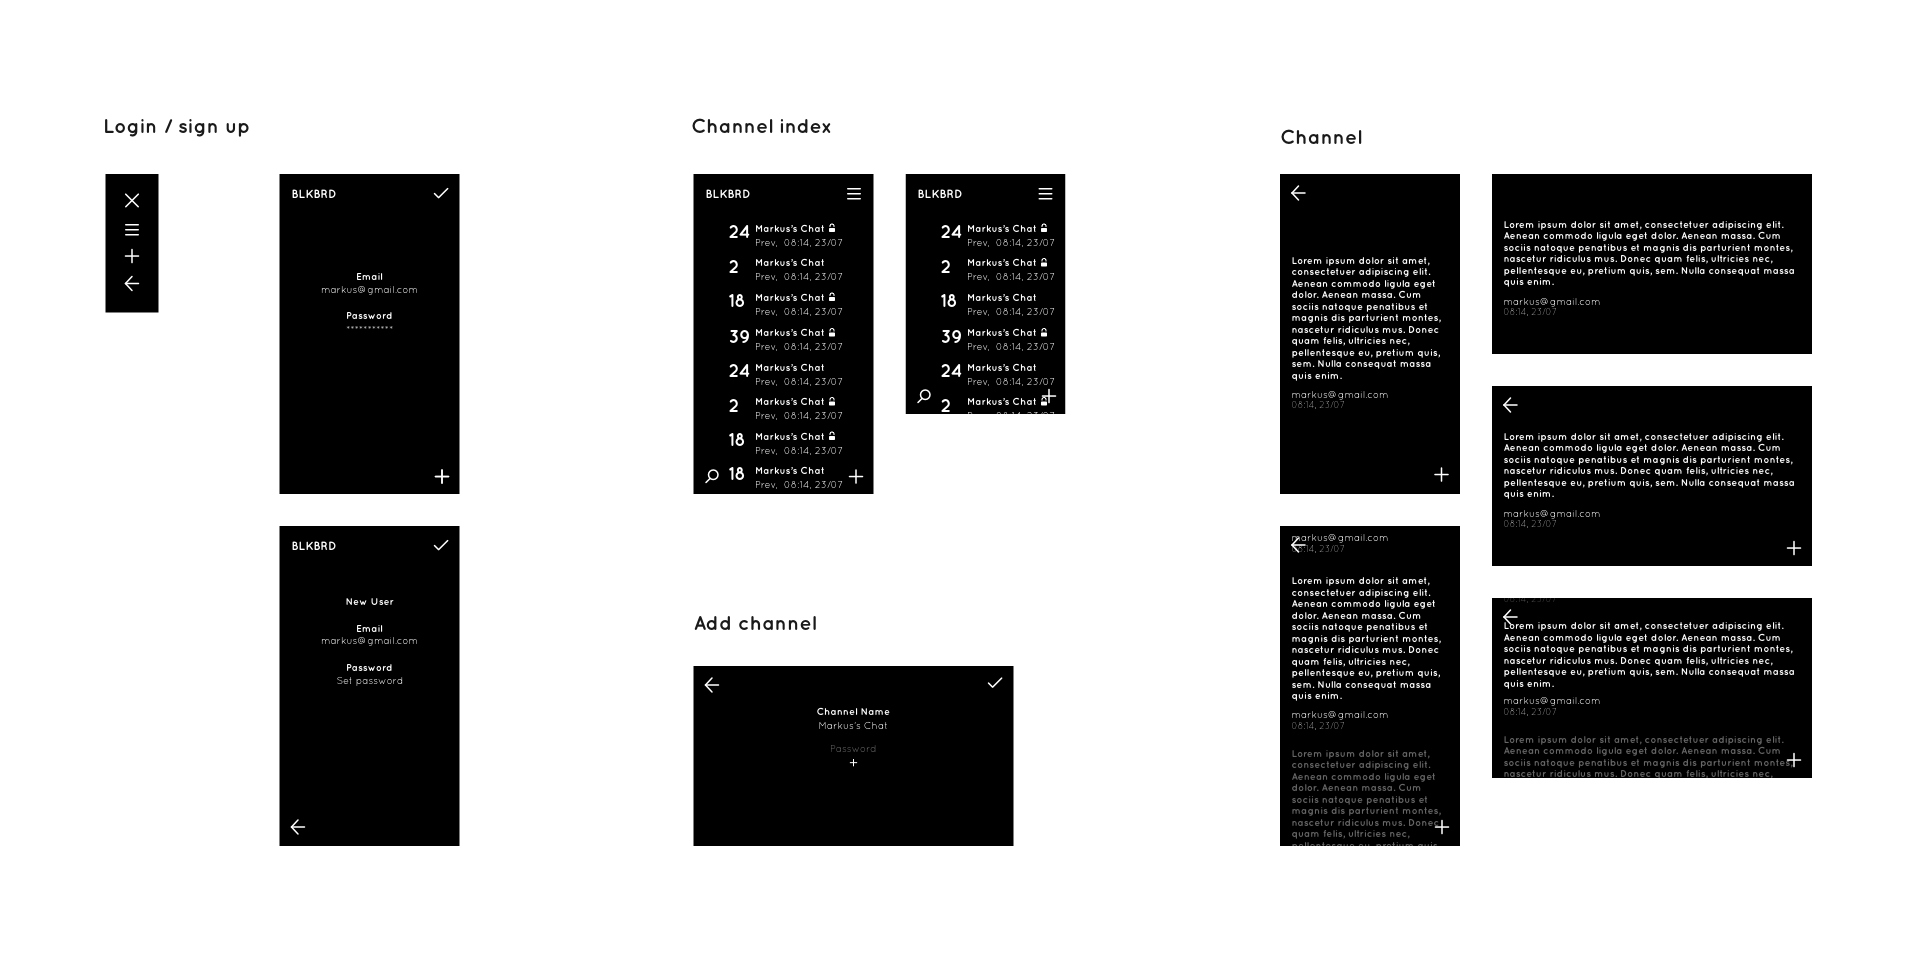 Login / sign up
BLKBRD
Email
markus@gmail.com
Password
***********
BLKBRD
New User
Email
markus@gmail.com
Password
Set password
Channel index
BLKBRD
24 Markus's Chat
Prev, 08:14, 23/07
2 Markus's Chat
Prev, 08:14, 23/07
18 Markus's Chat
Prev, 08:14, 23/07
39 Markus's Chat
Prev, 08:14, 23/07
24 Markus's Chat
Prev, 08:14, 23/07
2 Markus's Chat
Prev, 08:14, 23/07
18 Markus's Chat
Prev, 08:14, 23/07
18 Markus's Chat
Prev, 08:14, 23/07
BLKBRD
24 Markus's Chat
Prev, 08:14, 23/07
2 Markus's Chat
Prev, 08:14, 23/07
18 Markus's Chat
Prev, 08:14, 23/07
39 Markus's Chat
Prev, 08:14, 23/07
24 Markus's Chat
Prev, 08:14, 23/07
2 Markus's Chat
Add channel
Channel Name
Markus's Chat
Password
+
Channel
Lorem ipsum dolor sit amet,
consectetuer adipiscing elit.
Aenean commodo ligula eget
dolor. Aenean massa. Cum
sociis natoque penatibus et
magnis dis parturient montes,
nascetur ridiculus mus. Donec
quam felis, ultricies nec,
pellentesque eu, pretium quis,
sem. Nulla consequat massa
quis enim.
markus@gmail.com
08:14, 23/07
markus@gmail.com
08:14, 23/07
Lorem ipsum dolor sit amet,
consectetuer adipiscing elit.
Aenean commodo ligula eget
dolor. Aenean massa. Cum
sociis natoque penatibus et
magnis dis parturient montes,
nascetur ridiculus mus. Donec
quam felis, ultricies nec,
pellentesque eu, pretium quis,
sem. Nulla consequat massa
quis enim.
markus@gmail.com
08:14, 23/07
Lorem ipsum dolor sit amet,
consectetuer adipiscing elit.
Aenean commodo ligula eget
dolor. Aenean massa. Cum
sociis natoque penatibus et
magnis dis parturient montes,
nascetur ridiculus mus. Donec
quam felis, ultricies nec,
pellentesque eu, pretium quis,
Lorem ipsum dolor sit amet, consectetuer adipiscing elit.
Aenean commodo ligula eget dolor. Aenean massa. Cum
sociis natoque penatibus et magnis dis parturient montes,
nascetur ridiculus mus. Donec quam felis, ultricies nec,
pellentesque eu, pretium quis, sem. Nulla consequat massa
quis enim.
markus@gmail.com
08:14, 23/07
Lorem ipsum dolor sit amet, consectetuer adipiscing elit.
Aenean commodo ligula eget dolor. Aenean massa. Cum
sociis natoque penatibus et magnis dis parturient montes,
nascetur ridiculus mus. Donec quam felis, ultricies nec,
pellentesque eu, pretium quis, sem. Nulla consequat massa
quis enim.
markus@gmail.com
08:14, 23/07
08:14, 23/07
Lorem ipsum dolor sit amet, consectetuer adipiscing elit.
Aenean commodo ligula eget dolor. Aenean massa. Cum
sociis natoque penatibus et magnis dis parturient montes,
nascetur ridiculus mus. Donec quam felis, ultricies nec,
pellentesque eu, pretium quis, sem. Nulla consequat massa
quis enim.
markus@gmail.com
08:14, 23/07
Lorem ipsum dolor sit amet, consectetuer adipiscing elit.
Aenean commodo ligula eget dolor. Aenean massa. Cum
sociis natoque penatibus et magnis dis parturient montes,
nascetur ridiculus mus. Donec quam felis, ultricies nec,